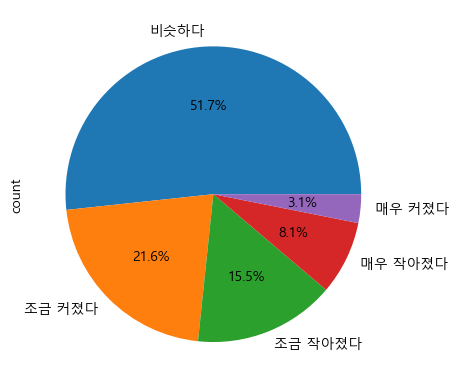 비슷하다
51.7%
count
3.1%
매우 커졌다
8.1%
매우 작아졌다
21.6%
15.5%
조금 커졌다
조금 작아졌다